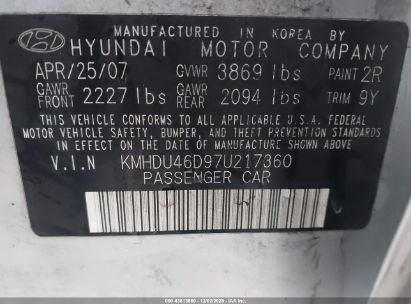 MANUFACTURED IN KOREA BY
HYUNDAI MOTOR COMPANY
APR/25/07 GVWR 3869 lbs PAINT 2R
GAWR FRONT 2227 lbs GAWR REAR 2094 lbs TRIM 9Y
THIS VEHICLE CONFORMS TO ALL APPLICABLE U.S.A. FEDERAL
MOTOR VEHICLE SAFETY, BUMPER, AND THEFT PREVENTION STANDARDS
IN EFFECT ON THE DATE OF MANUFACTURE SHOWN ABOVE.
V.I.N KMHDU46D97U217360
PASSENGER CAR